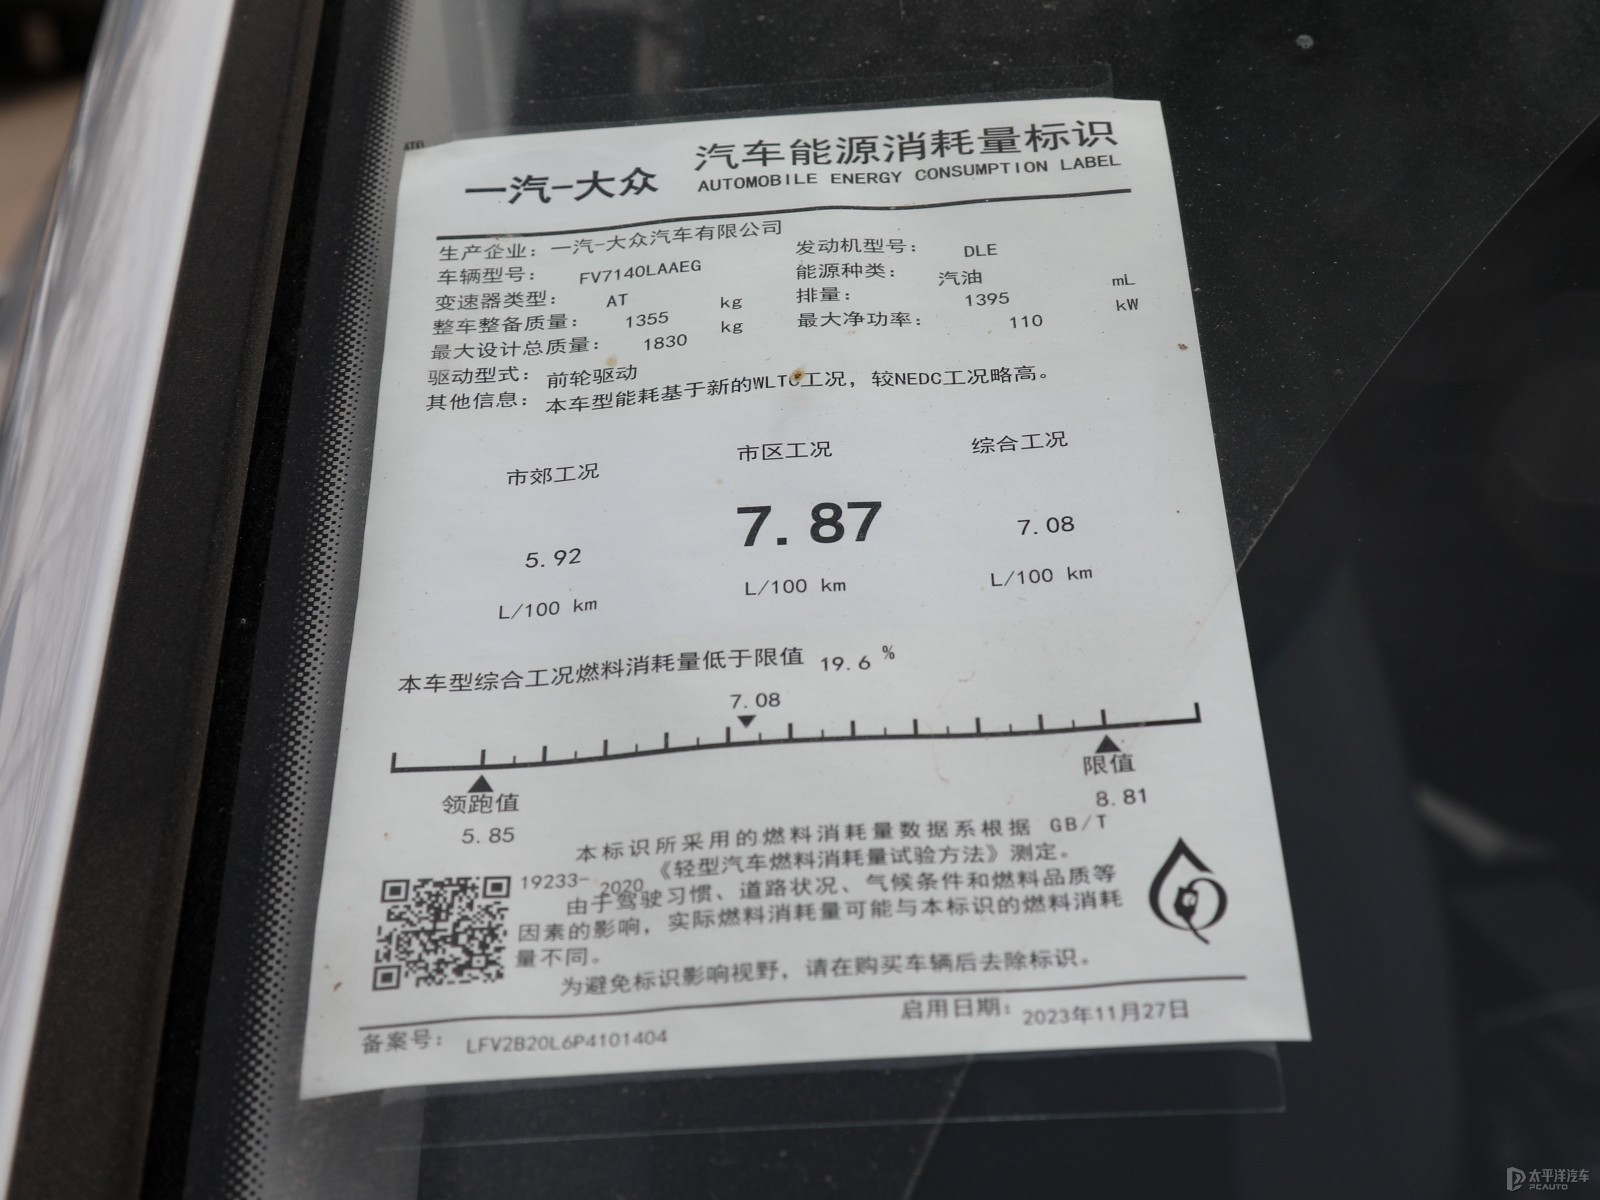 汽车能源消耗量标识
一汽-大众
AUTOMOBILE ENERGY CONSUMPTION LABEL
生产企业：一汽-大众汽车有限公司
发动机型号： DLE
车辆型号： FV7140LAAEG
能源种类： 汽油
变速器类型： AT
排量： 1395 mL
整车整备质量： 1355 kg
最大净功率： 110 kW
最大设计总质量： 1830 kg
驱动型式： 前轮驱动
其他信息： 本车型能耗基于新的WLTC工况，较NEDC工况略高。
市郊工况 市区工况 综合工况
5.92 7.87 7.08
L/100 km L/100 km L/100 km
本车型综合工况燃料消耗量低于限值 19.6 %
7.08
领跑值 限值
5.85 8.81
本标识所采用的燃料消耗量数据系根据 GB/T
19233- 2020 《轻型汽车燃料消耗量试验方法》测定。
由于驾驶习惯、道路状况、气候条件和燃料品质等
因素的影响，实际燃料消耗量可能与本标识的燃料消耗
量不同。
为避免标识影响视野，请在购买车辆后去除标识。
备案号： LFV2B20L6P4101404
启用日期： 2023年11月27日
太平洋汽车
PCAUTO